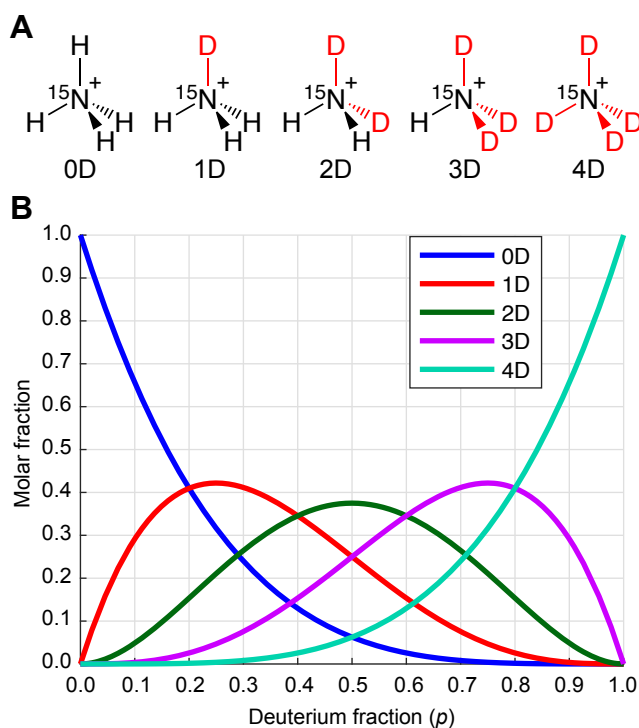 A
H D D D D
15N+ 15N+ 15N+ 15N+ 15N+
H H H H H H D H D D D
H H H D D
0D 1D 2D 3D 4D
B
1.0
0.9
0.8
0.7
0.6
0.5
0.4
0.3
0.2
0.1
0.0
Molar fraction
0D
1D
2D
3D
4D
0.0 0.1 0.2 0.3 0.4 0.5 0.6 0.7 0.8 0.9 1.0
Deuterium fraction (p)